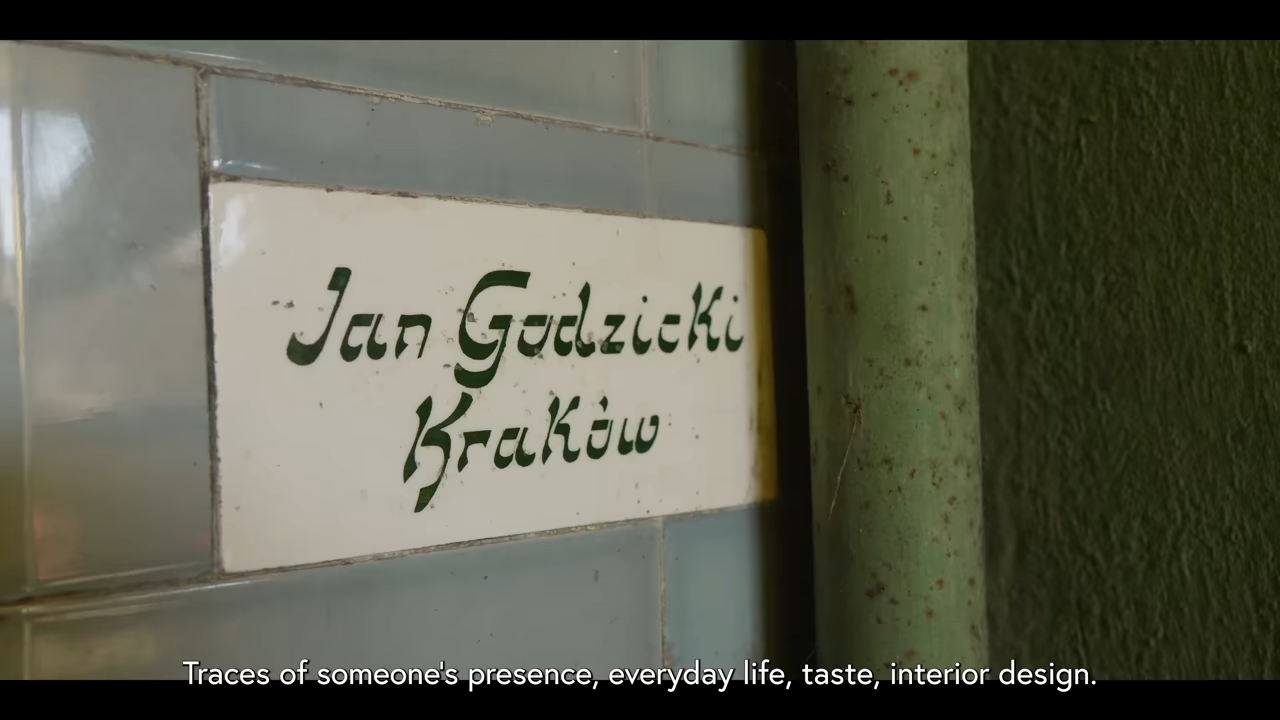 Jan Godzicki
Kraków
Traces of someone's presence, everyday life, taste, interior design.